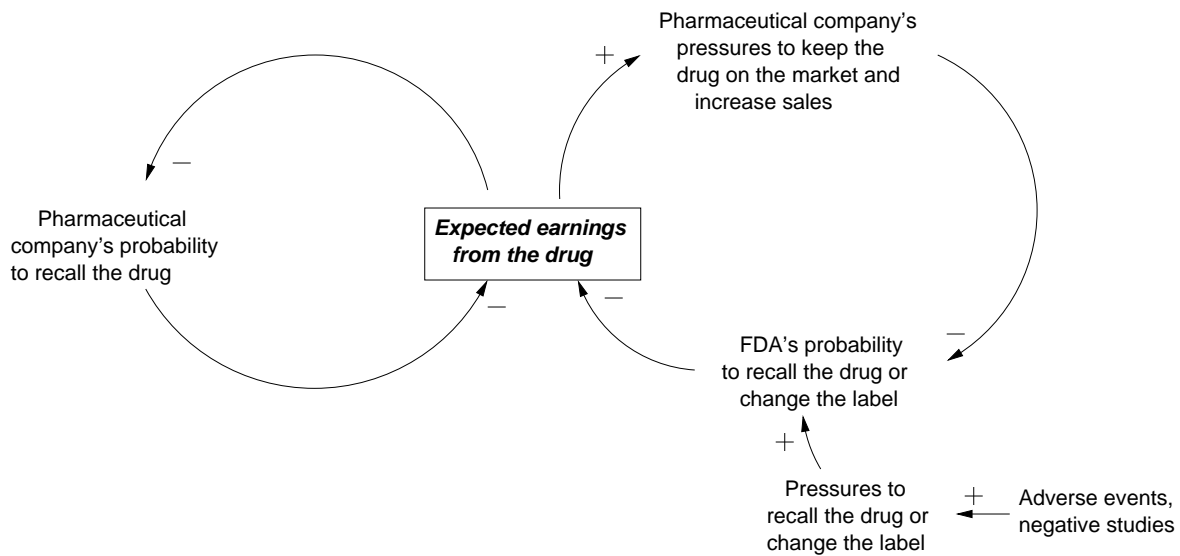 Pharmaceutical company’s
pressures to keep the
drug on the market and
increase sales
+
−
−
Pharmaceutical
company’s probability
to recall the drug
Expected earnings
from the drug
−
−
FDA’s probability
to recall the drug or
change the label
+
Pressures to
recall the drug or
change the label
+
Adverse events,
negative studies